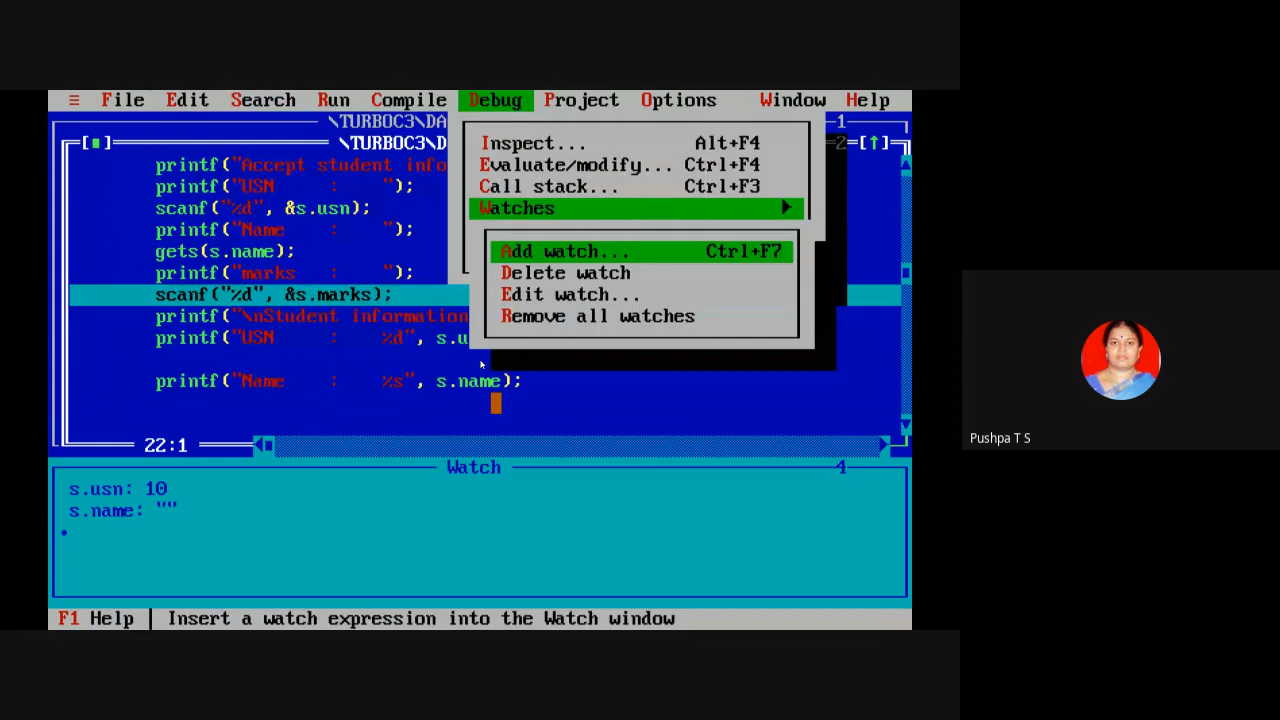 ≡ File Edit Search Run Compile Debug Project Options Window Help
\TURBOC3\DA 1
[■] \TURBOC3\D 2 [↑]
Inspect... Alt+F4
Evaluate/modify... Ctrl+F4
Call stack... Ctrl+F3
Watches
Add watch... Ctrl+F7
Delete watch
Edit watch...
Remove all watches
printf("Accept student info
printf("USN : ");
scanf("%d", &s.usn);
printf("Name : ");
gets(s.name);
printf("marks : ");
scanf("%d", &s.marks);
printf("\nStudent information
printf("USN : %d", s.u
printf("Name : %s", s.name);
22:1
Watch 4
s.usn: 10
s.name: ""
F1 Help | Insert a watch expression into the Watch window
Pushpa T S